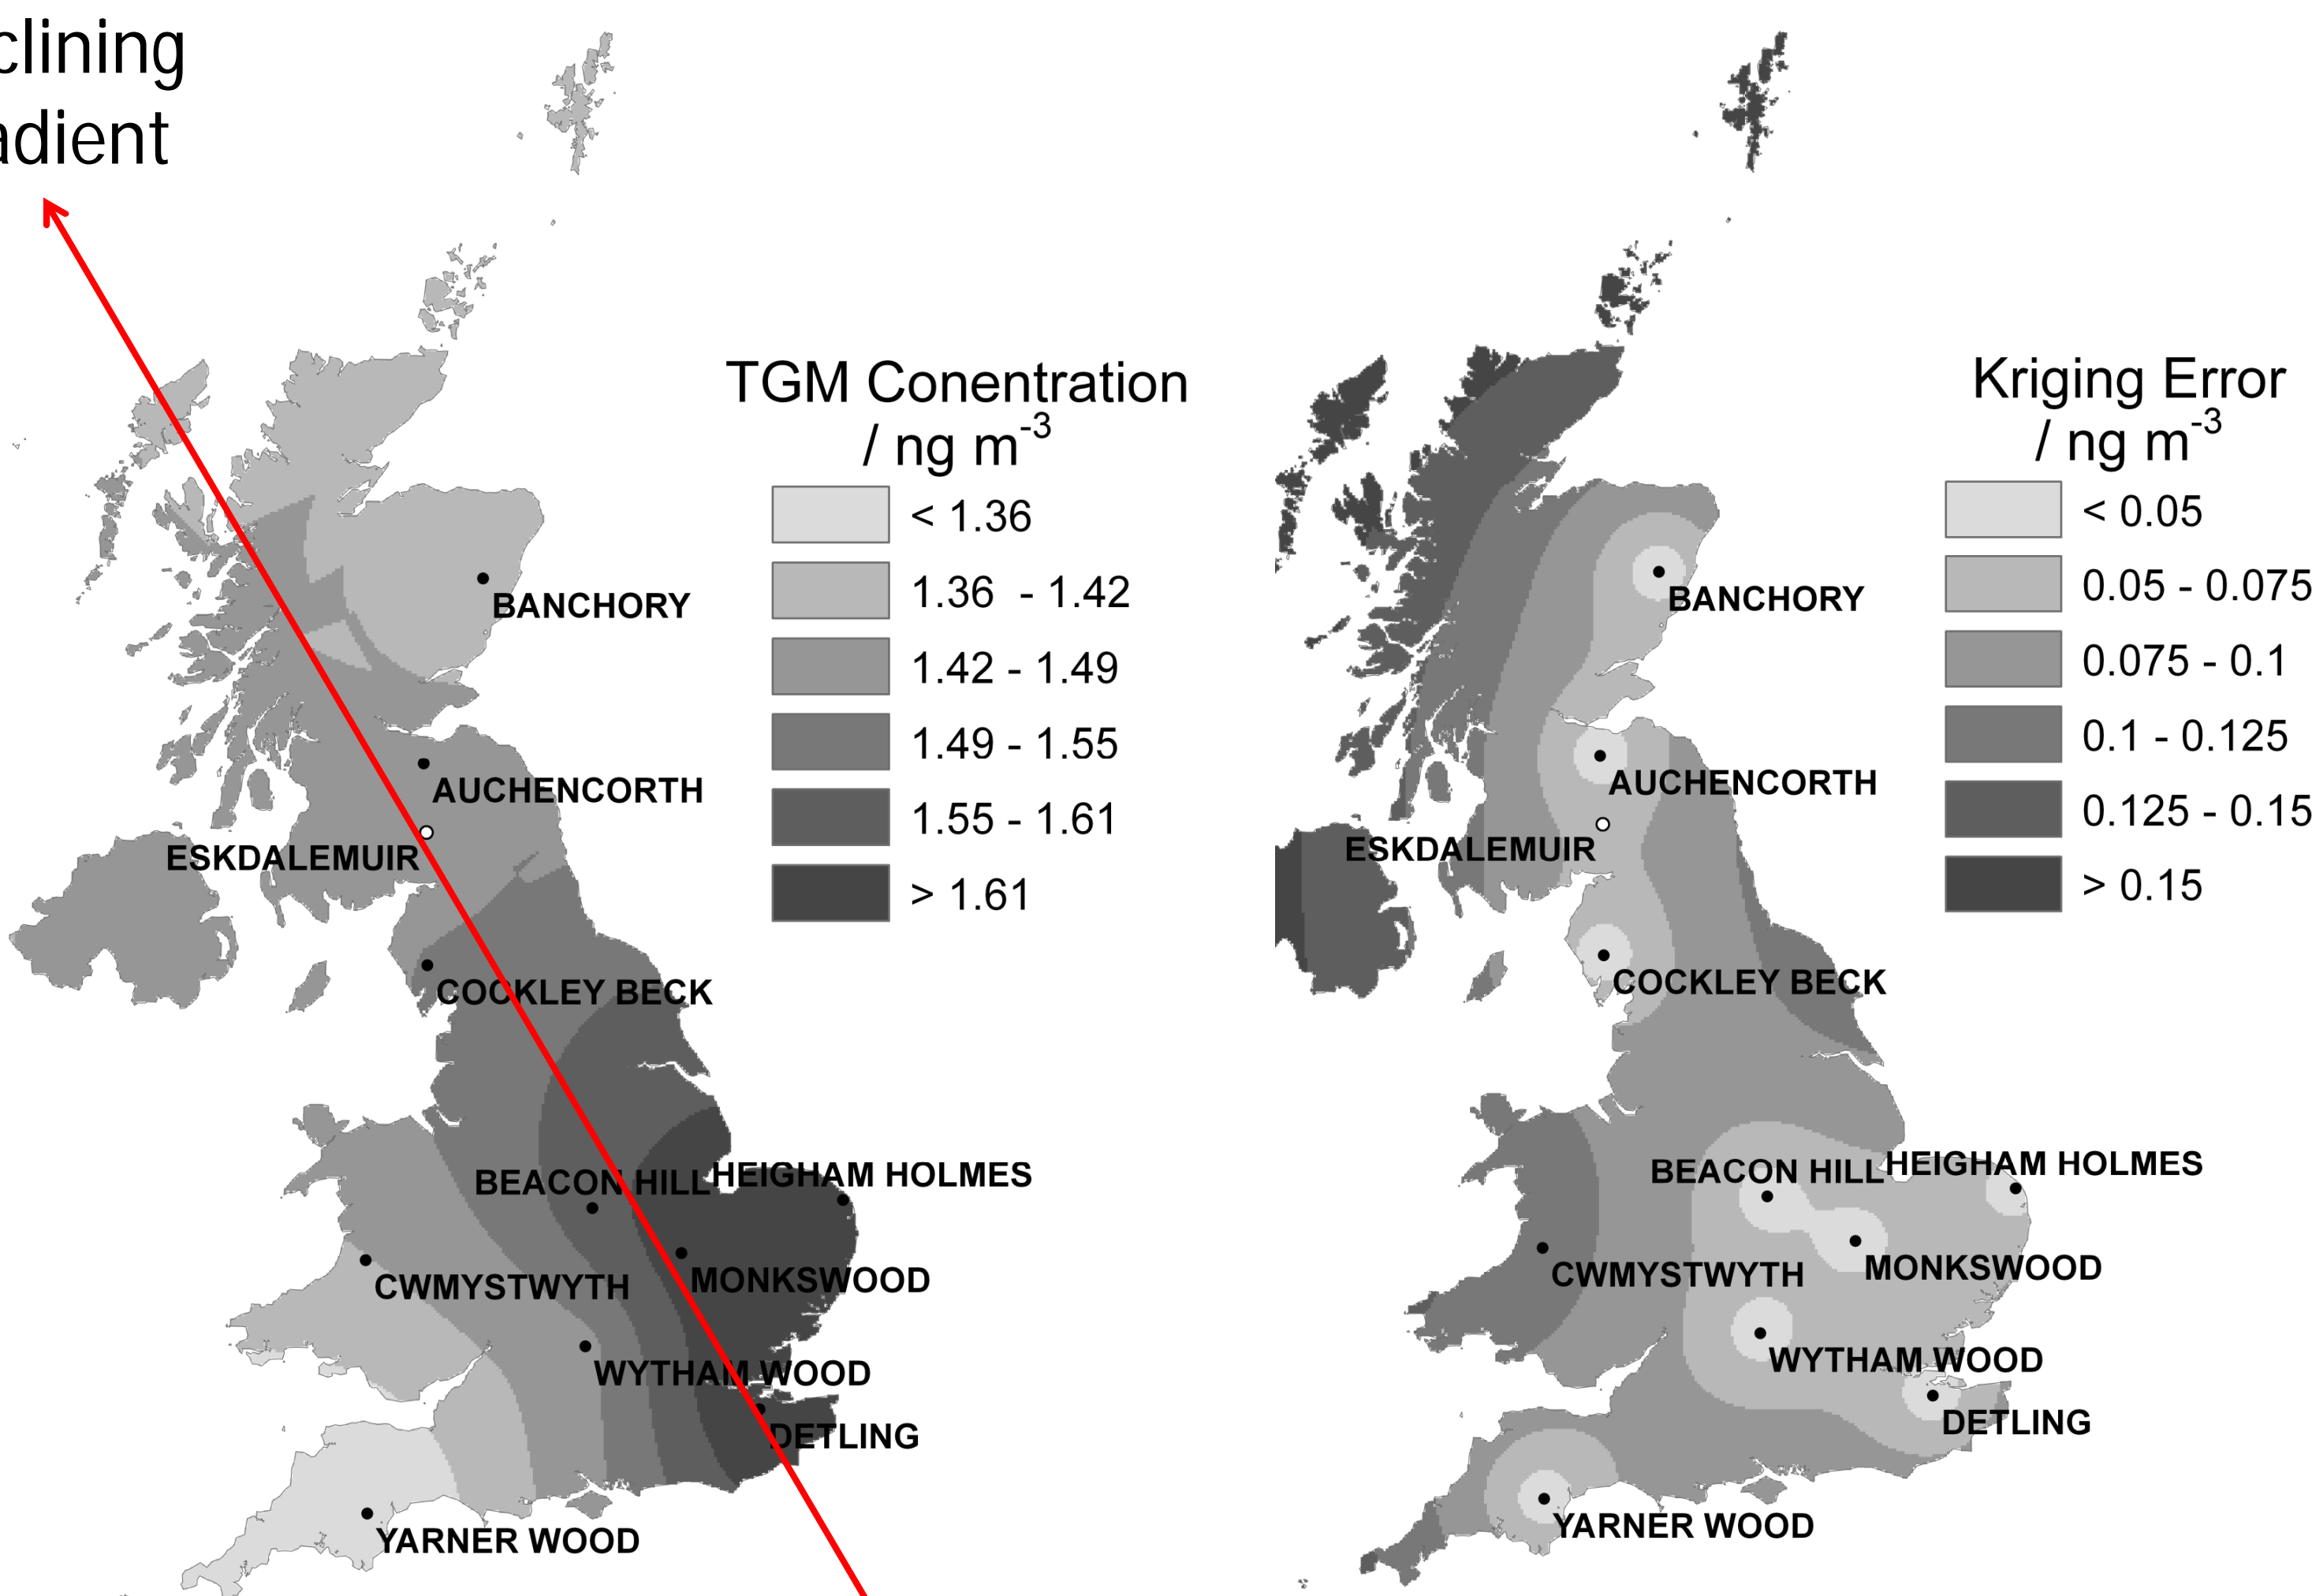 clining
adient
TGM Conentration
/ ng m-3
< 1.36
1.36 - 1.42
1.42 - 1.49
1.49 - 1.55
1.55 - 1.61
> 1.61
BANCHORY
AUCHENCORTH
ESKDALEMUIR
COCKLEY BECK
BEACON HILL
HEIGHAM HOLMES
CWMYSTWYTH
MONKSWOOD
WYTHAM WOOD
DETLING
YARNER WOOD
Kriging Error
/ ng m-3
< 0.05
0.05 - 0.075
0.075 - 0.1
0.1 - 0.125
0.125 - 0.15
> 0.15
BANCHORY
AUCHENCORTH
ESKDALEMUIR
COCKLEY BECK
BEACON HILL
HEIGHAM HOLMES
CWMYSTWYTH
MONKSWOOD
WYTHAM WOOD
DETLING
YARNER WOOD